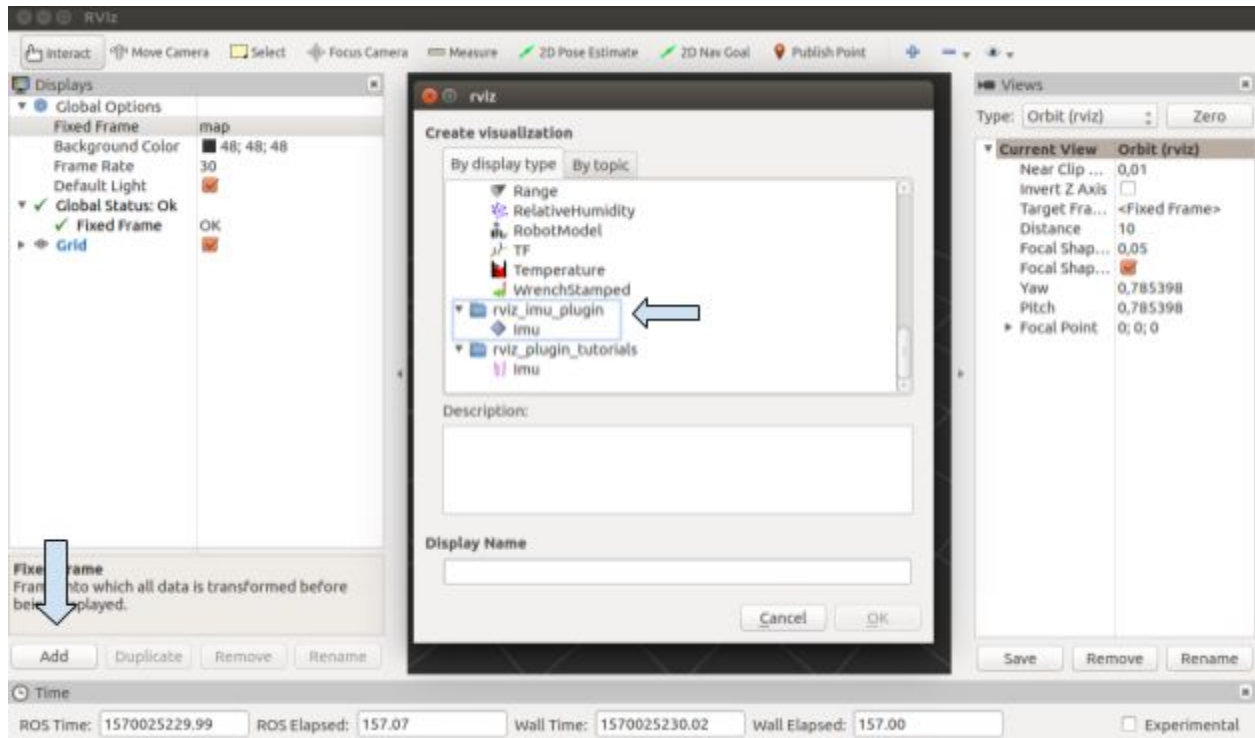 RViz
Interact Move Camera Select Focus Camera Measure 2D Pose Estimate 2D Nav Goal Publish Point
Displays
Global Options
Fixed Frame map
Background Color 48; 48; 48
Frame Rate 30
Default Light
Global Status: Ok
Fixed Frame OK
Grid
Fixed Frame
Frame into which all data is transformed before
being displayed.
Add Duplicate Remove Rename
rviz
Create visualization
By display type By topic
Range
RelativeHumidity
RobotModel
TF
Temperature
WrenchStamped
rviz_imu_plugin
Imu
rviz_plugin_tutorials
Imu
Description:
Display Name
Cancel OK
Views
Type: Orbit (rviz) Zero
Current View Orbit (rviz)
Near Clip ... 0,01
Invert Z Axis
Target Fra... <Fixed Frame>
Distance 10
Focal Shap... 0,05
Focal Shap...
Yaw 0,785398
Pitch 0,785398
Focal Point 0; 0; 0
Save Remove Rename
Time
ROS Time: 1570025229.99 ROS Elapsed: 157.07 Wall Time: 1570025230.02 Wall Elapsed: 157.00 Experimental